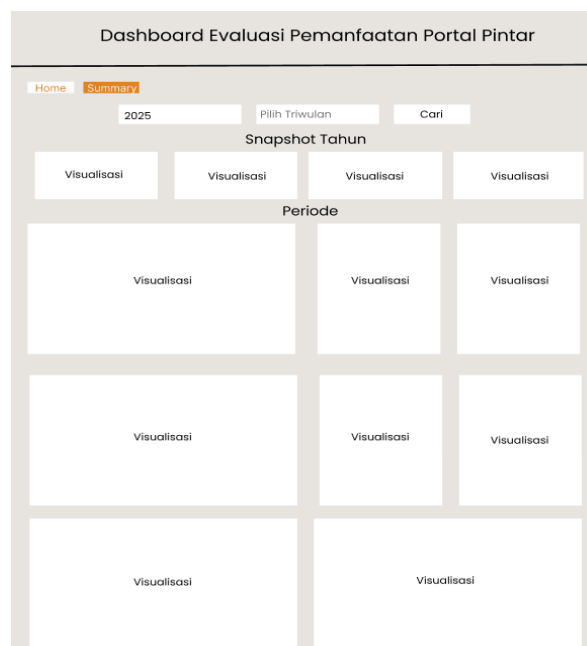 Dashboard Evaluasi Pemanfaatan Portal Pintar
Home Summary
2025 Pilih Triwulan Cari
Snapshot Tahun
Visualisasi Visualisasi Visualisasi Visualisasi
Periode
Visualisasi Visualisasi Visualisasi
Visualisasi Visualisasi Visualisasi
Visualisasi Visualisasi